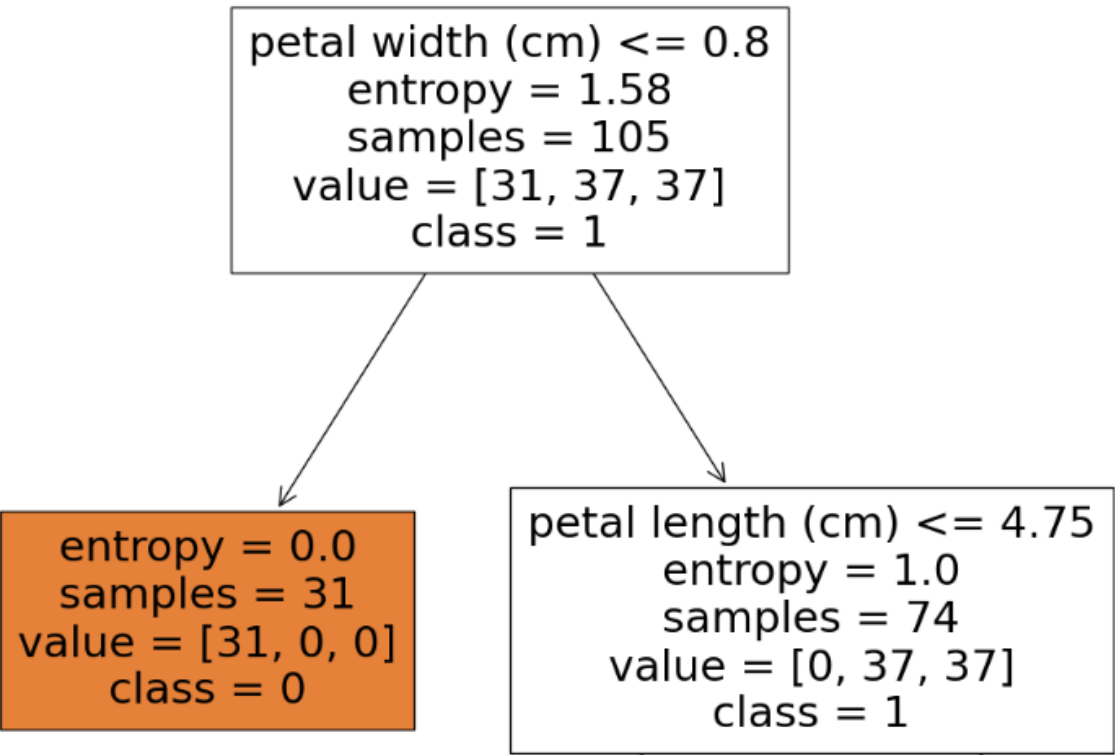 petal width (cm) <= 0.8
entropy = 1.58
samples = 105
value = [31, 37, 37]
class = 1
entropy = 0.0
samples = 31
value = [31, 0, 0]
class = 0
petal length (cm) <= 4.75
entropy = 1.0
samples = 74
value = [0, 37, 37]
class = 1